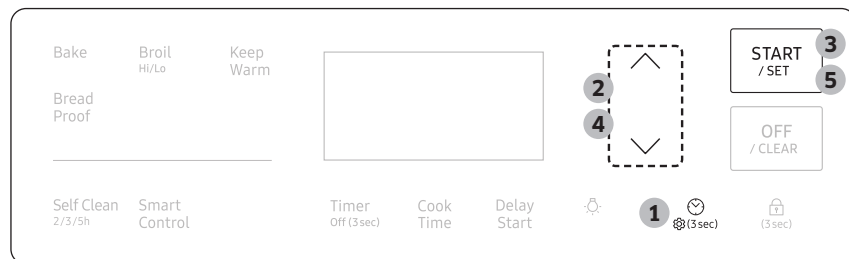 Bake
Broil
Hi/Lo
Keep
Warm
Bread
Proof
Self Clean
2/3/5h
Smart
Control
Timer
Off (3 sec)
Cook
Time
Delay
Start
2
4
1
(3 sec)
(3 sec)
START
/ SET
3
5
OFF
/ CLEAR